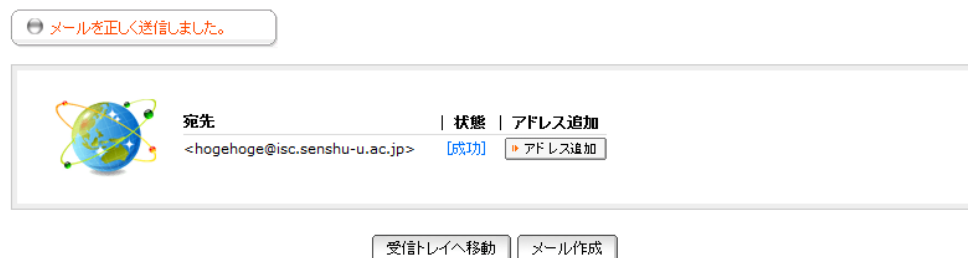 メールを正しく送信しました。
宛先 | 状態 | アドレス追加
<hogehoge@isc.senshu-u.ac.jp> [成功] アドレス追加
受信トレイへ移動 メール作成